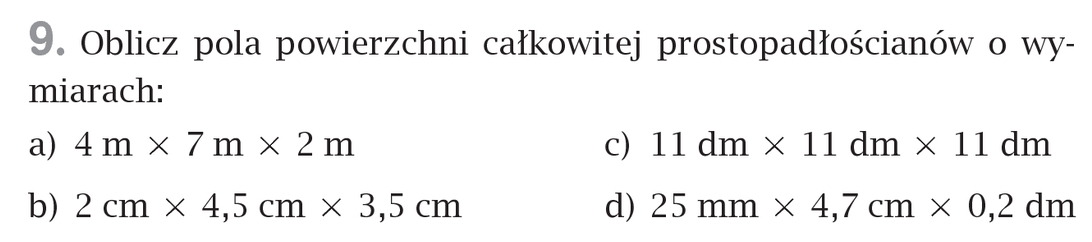 9. Oblicz pola powierzchni całkowitej prostopadłościanów o wy-
miarach:
a) 4 m × 7 m × 2 m
c) 11 dm × 11 dm × 11 dm
b) 2 cm × 4,5 cm × 3,5 cm
d) 25 mm × 4,7 cm × 0,2 dm